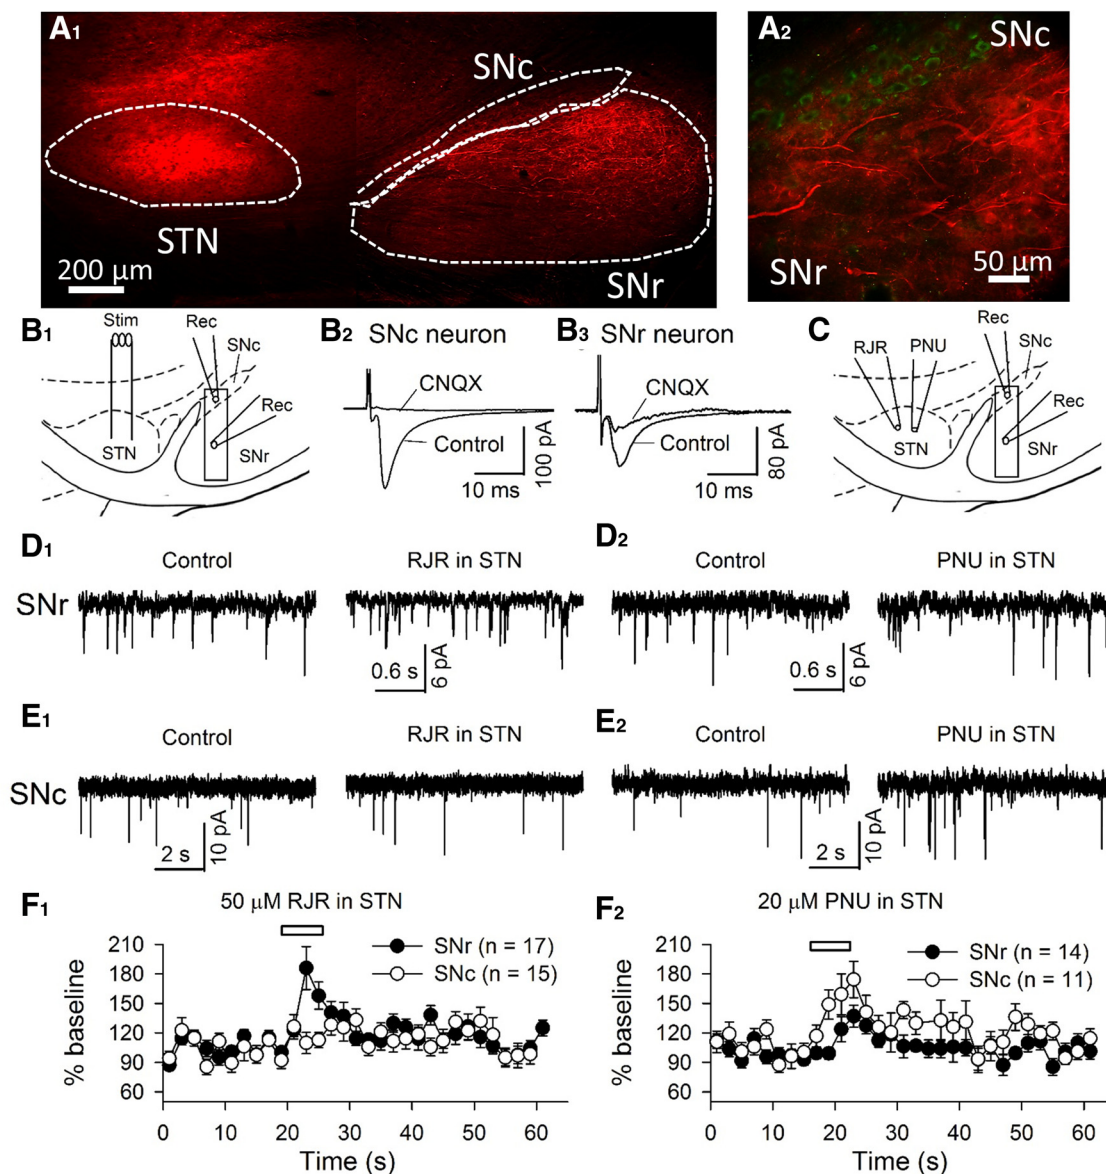 A1
SNc
STN
200 µm
SNr
A2
SNc
SNr
50 µm
B1
Stim
Rec
SNc
Rec
STN
SNr
B2
SNc neuron
CNQX
Control
100 pA
10 ms
B3
SNr neuron
CNQX
Control
80 pA
10 ms
C
RJR
PNU
Rec
SNc
Rec
STN
SNr
D1
Control
RJR in STN
SNr
0.6 s
6 pA
D2
Control
PNU in STN
0.6 s
6 pA
E1
Control
RJR in STN
SNc
2 s
10 pA
E2
Control
PNU in STN
2 s
10 pA
F1
50 µM RJR in STN
SNr (n = 17)
SNc (n = 15)
% baseline
210
180
150
120
90
60
0 10 20 30 40 50 60
Time (s)
F2
20 µM PNU in STN
SNr (n = 14)
SNc (n = 11)
% baseline
210
180
150
120
90
60
0 10 20 30 40 50 60
Time (s)